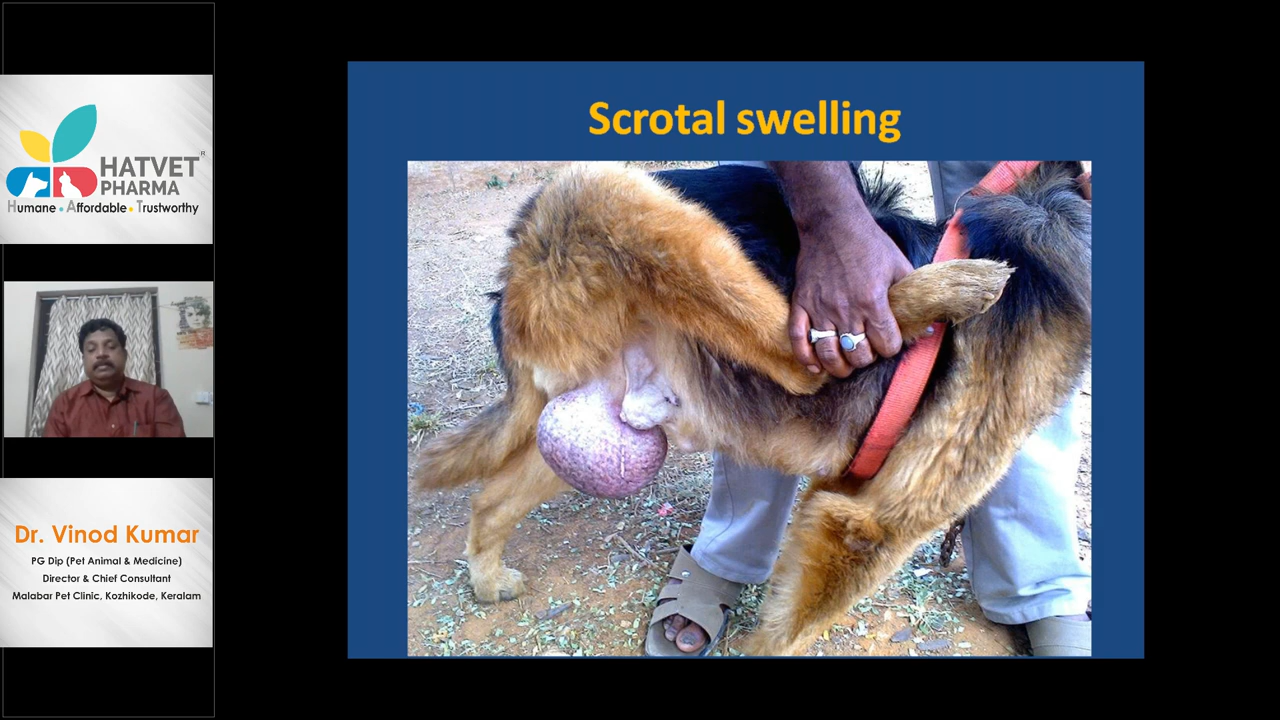 HATVET®
PHARMA
Humane • Affordable • Trustworthy
Dr. Vinod Kumar
PG Dip (Pet Animal & Medicine)
Director & Chief Consultant
Malabar Pet Clinic, Kozhikode, Keralam
Scrotal swelling